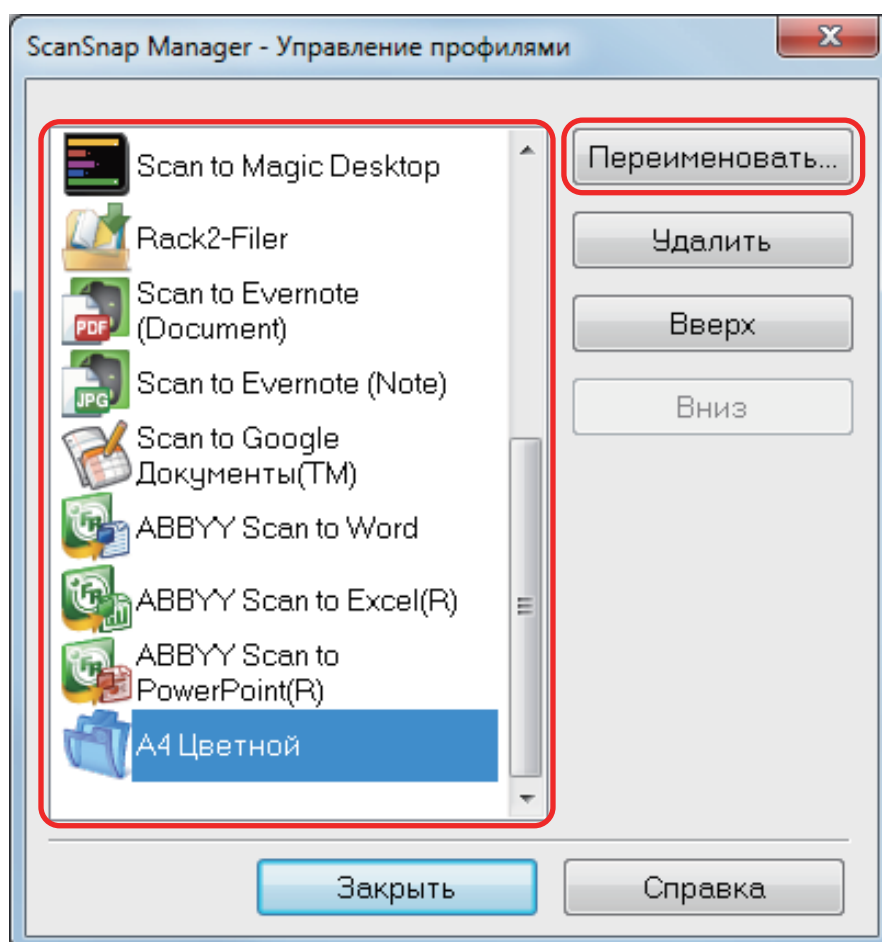 ScanSnap Manager - Управление профилями
Scan to Magic Desktop
Rack2-Filer
Scan to Evernote
(Document)
PDF
Scan to Evernote (Note)
JPG
Scan to Google
Документы(TM)
ABBYY Scan to Word
ABBYY Scan to Excel(R)
ABBYY Scan to
PowerPoint(R)
A4 Цветной
Переименовать...
Удалить
Вверх
Вниз
Закрыть
Справка